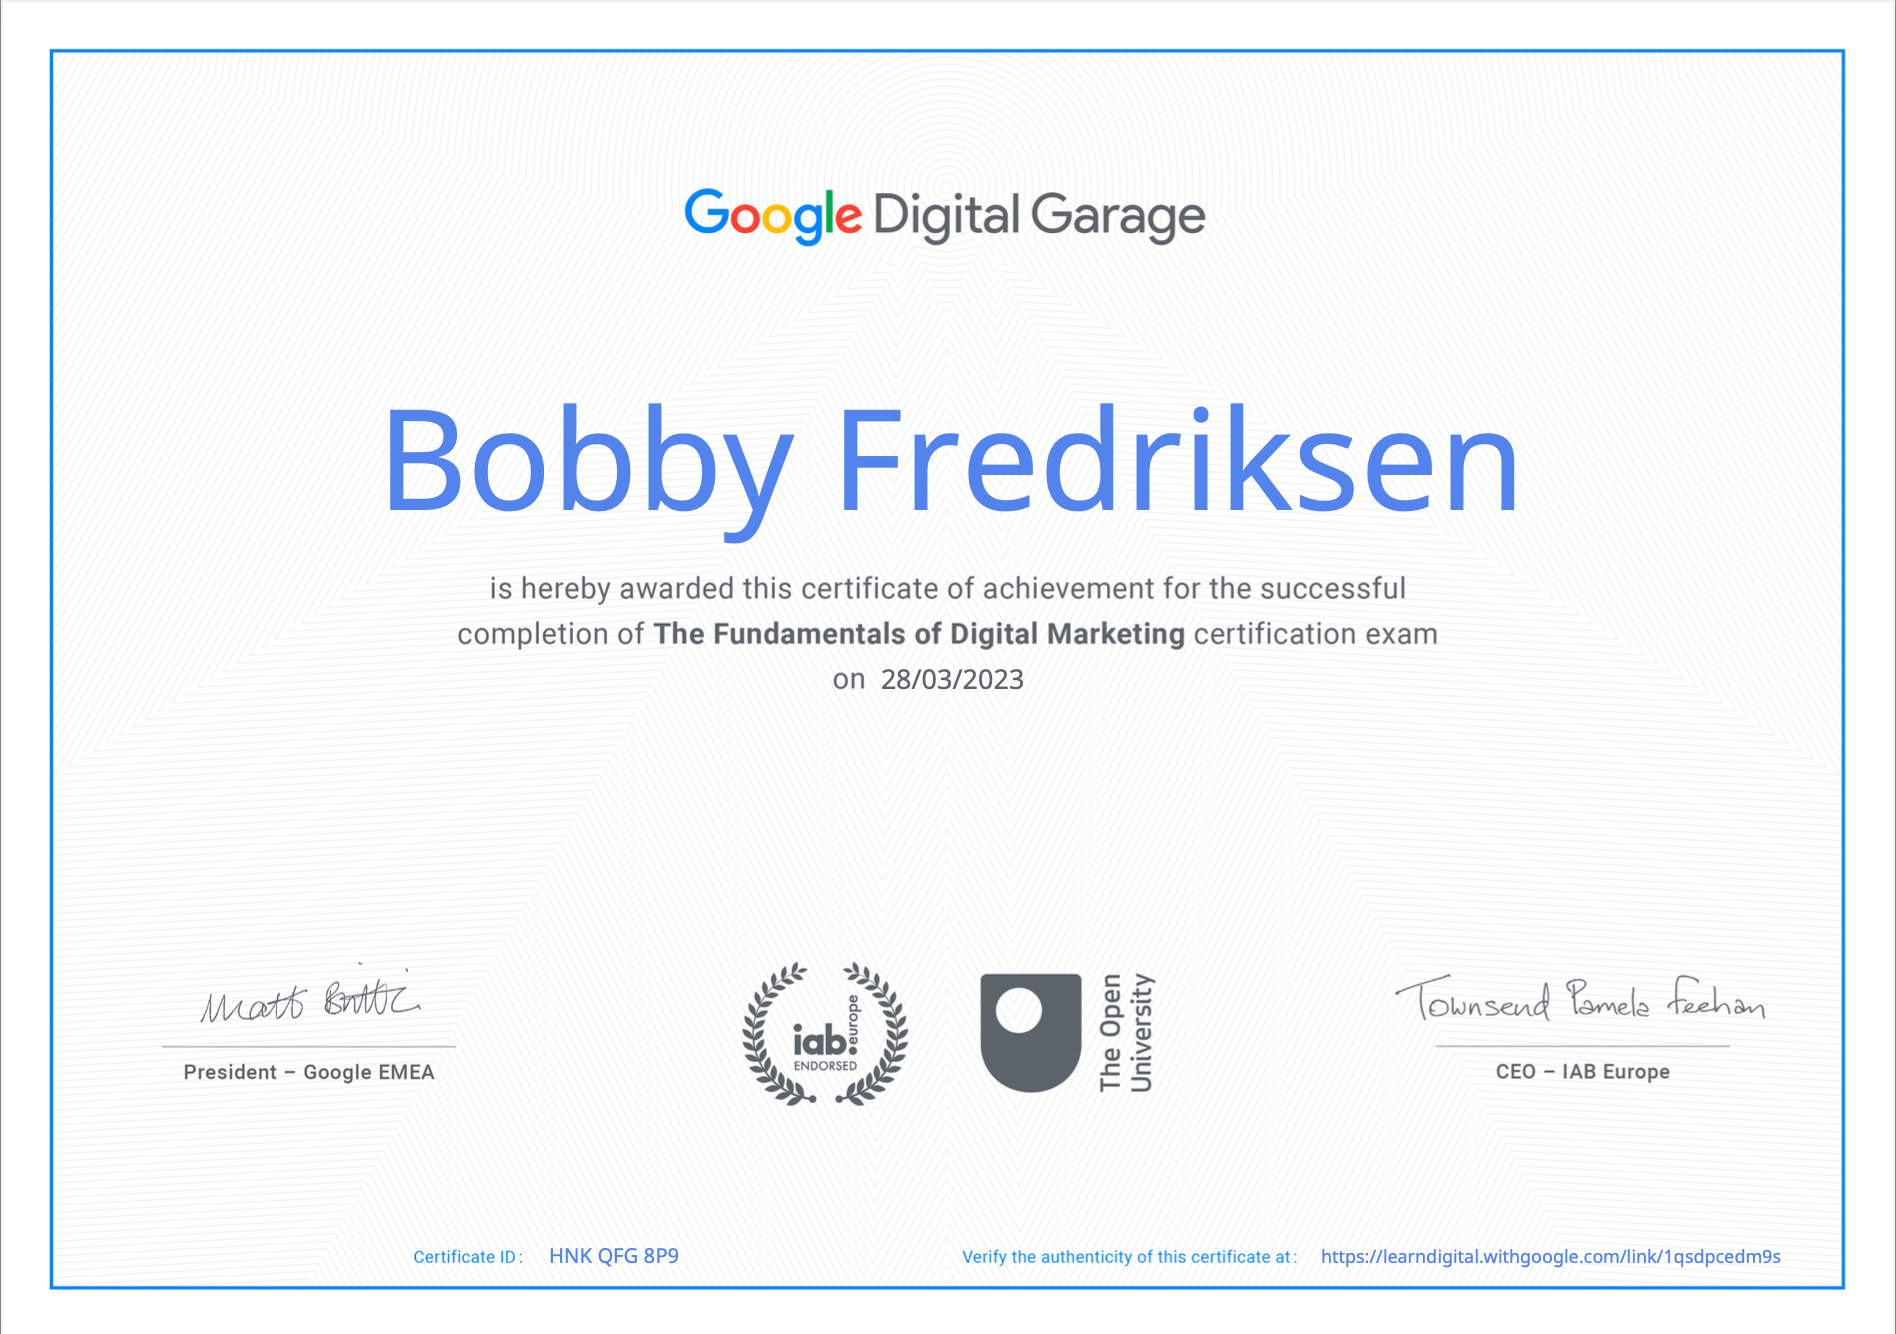 Google Digital Garage
Bobby Fredriksen
is hereby awarded this certificate of achievement for the successful
completion of The Fundamentals of Digital Marketing certification exam
on 28/03/2023
Matt Brittin
President – Google EMEA
iab.europe
ENDORSED
The Open
University
Townsend Pamela Feehan
CEO – IAB Europe
Certificate ID: HNK QFG 8P9
Verify the authenticity of this certificate at: https://learndigital.withgoogle.com/link/1qsdpcedm9s